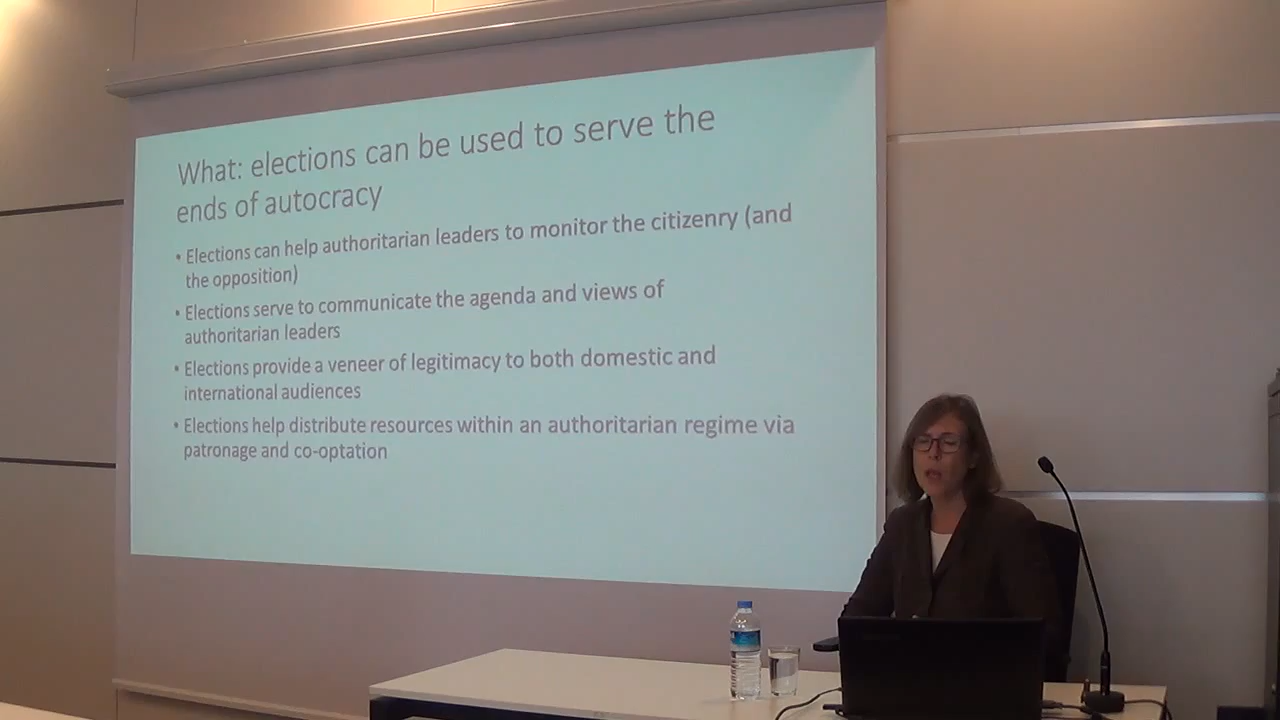 What: elections can be used to serve the
ends of autocracy
• Elections can help authoritarian leaders to monitor the citizenry (and
the opposition)
• Elections serve to communicate the agenda and views of
authoritarian leaders
• Elections provide a veneer of legitimacy to both domestic and
international audiences
• Elections help distribute resources within an authoritarian regime via
patronage and co-optation